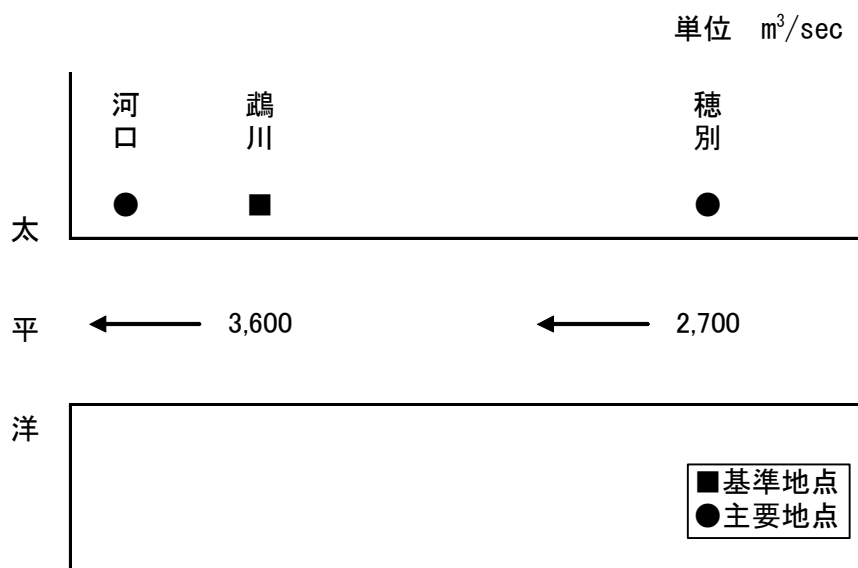 単位 m³/sec
河口
鵡川
穂別
太平洋
3,600
2,700
■基準地点
●主要地点